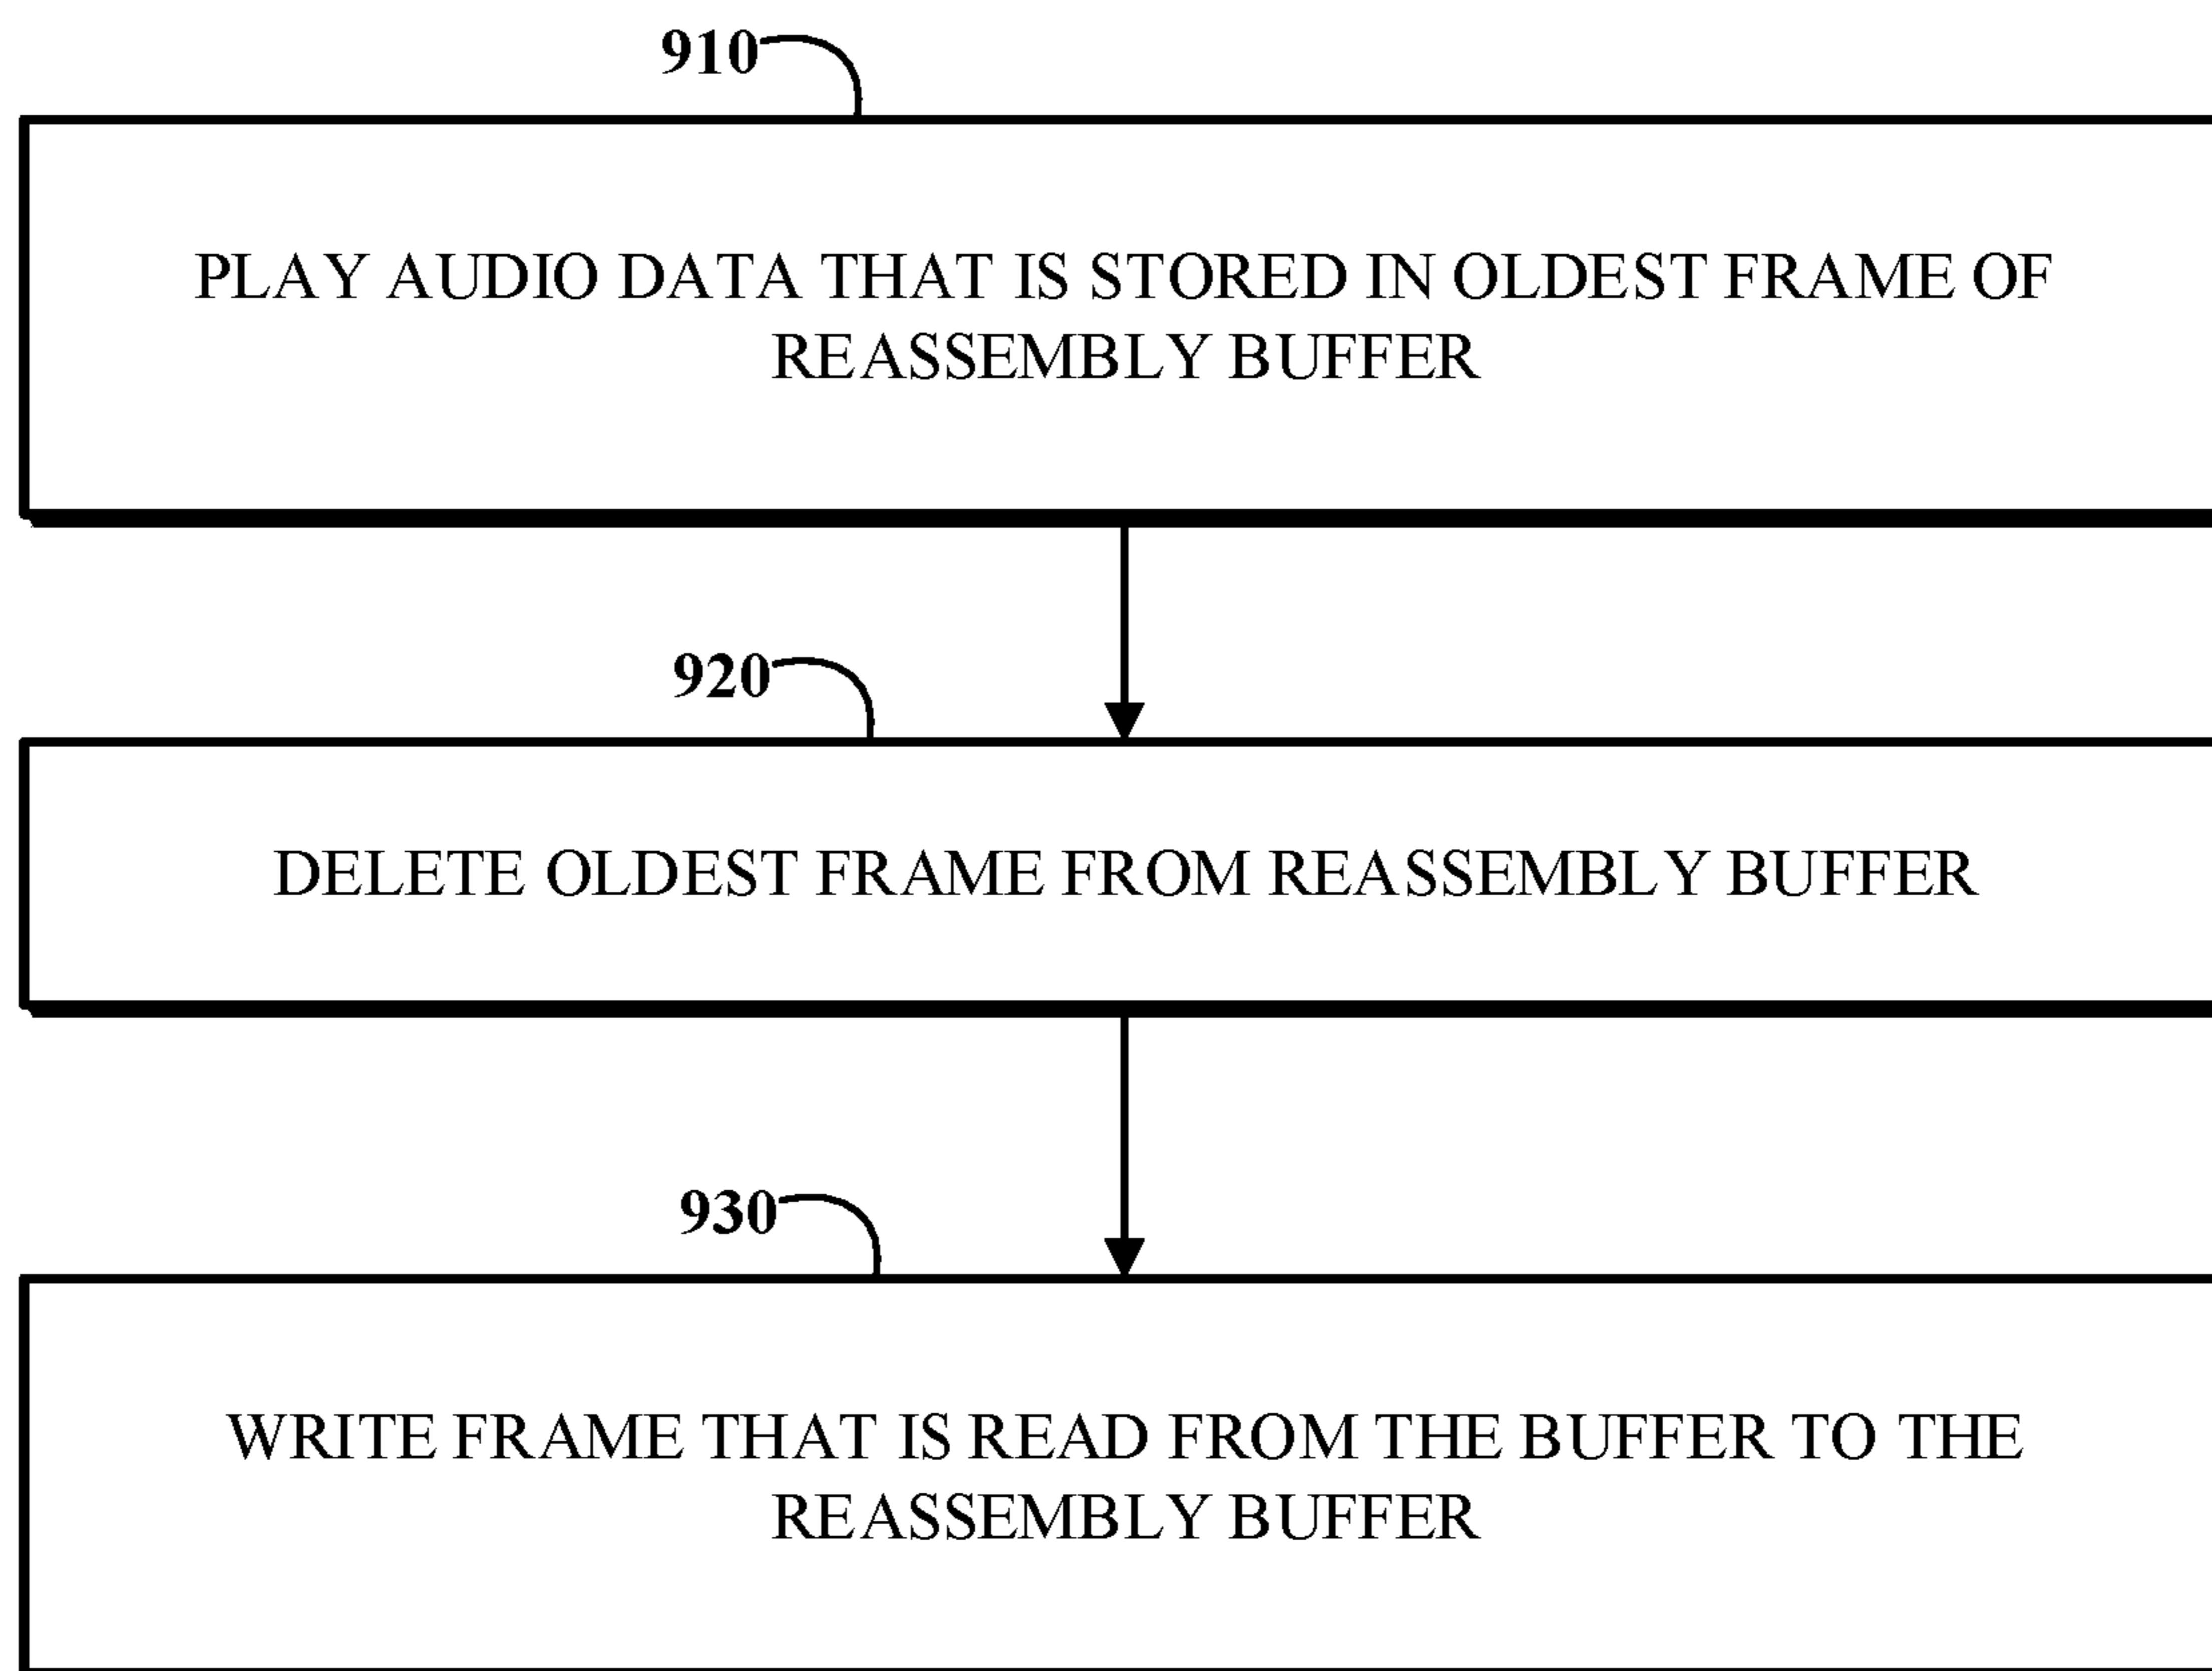 910
PLAY AUDIO DATA THAT IS STORED IN OLDEST FRAME OF
REASSEMBLY BUFFER
920
DELETE OLDEST FRAME FROM REASSEMBLY BUFFER
930
WRITE FRAME THAT IS READ FROM THE BUFFER TO THE
REASSEMBLY BUFFER